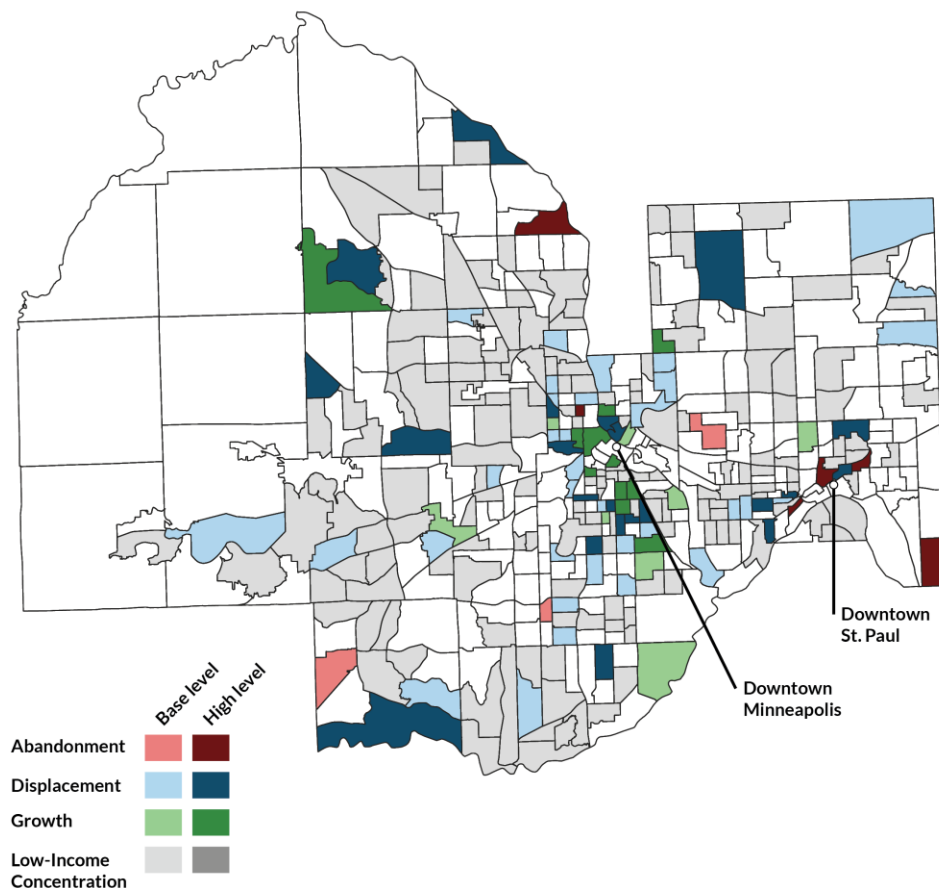 Downtown
St. Paul
Downtown
Minneapolis
Base level
High level
Abandonment
Displacement
Growth
Low-Income
Concentration